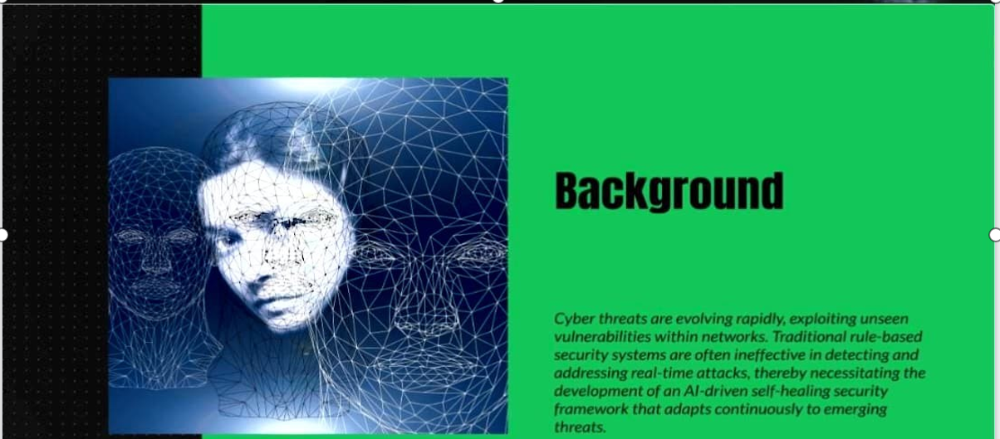 Background
Cyber threats are evolving rapidly, exploiting unseen
vulnerabilities within networks. Traditional rule-based
security systems are often ineffective in detecting and
addressing real-time attacks, thereby necessitating the
development of an AI-driven self-healing security
framework that adapts continuously to emerging
threats.